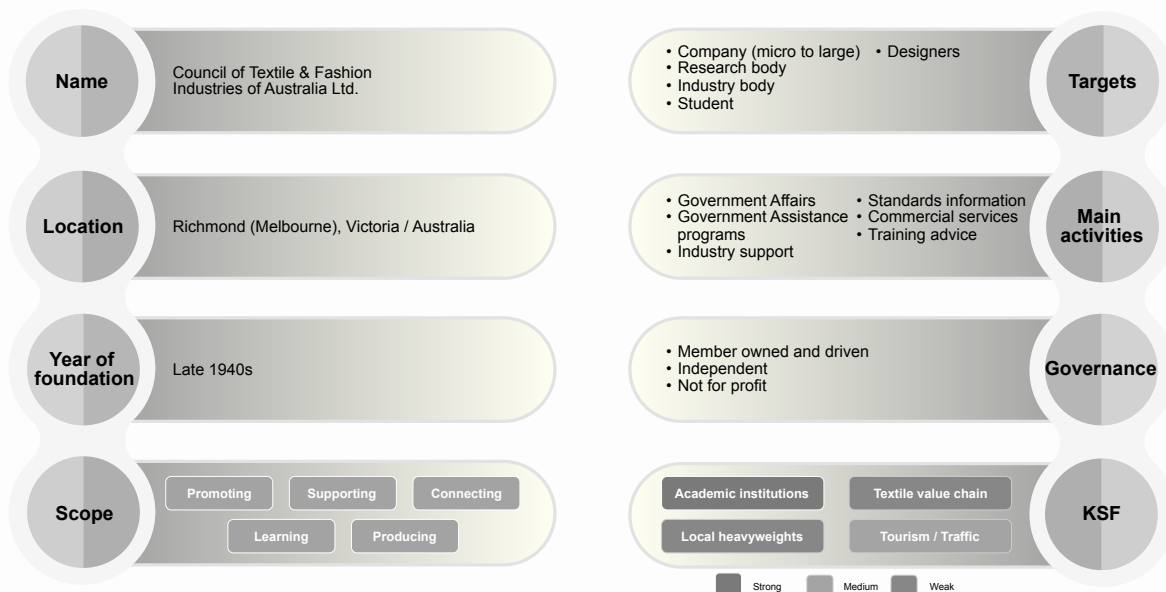 Name
Council of Textile & Fashion
Industries of Australia Ltd.
Location
Richmond (Melbourne), Victoria / Australia
Year of
foundation
Late 1940s
Scope
Promoting
Supporting
Connecting
Learning
Producing
• Company (micro to large)
• Research body
• Industry body
• Student
• Designers
Targets
• Government Affairs
• Government Assistance
programs
• Industry support
• Standards information
• Commercial services
• Training advice
Main
activities
• Member owned and driven
• Independent
• Not for profit
Governance
Academic institutions
Textile value chain
Local heavyweights
Tourism / Traffic
KSF
Strong
Medium
Weak